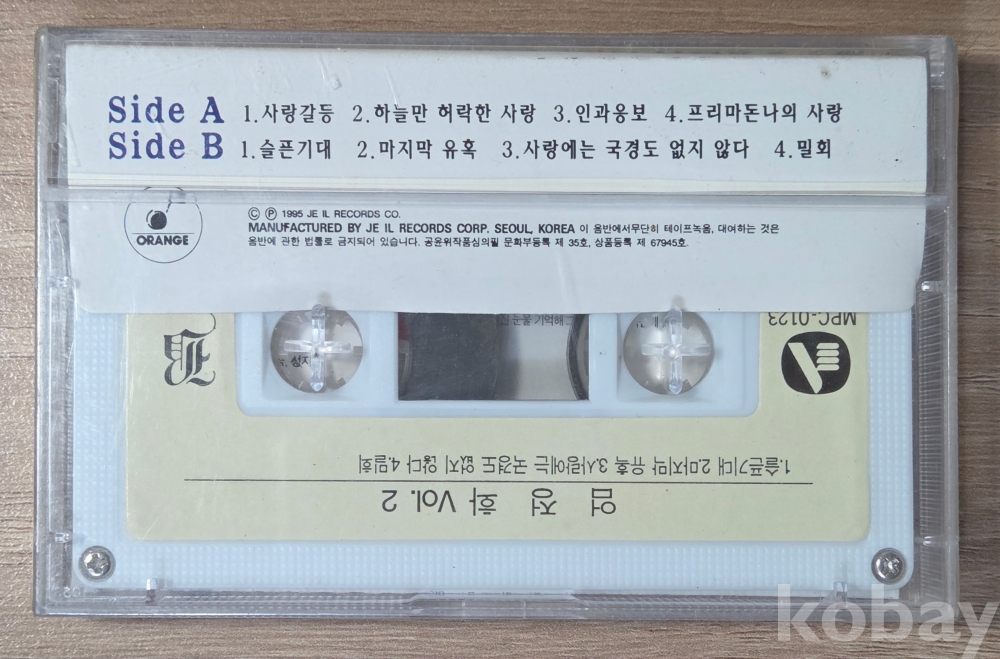 Side A 1.사랑갈등 2.하늘만 허락한 사랑 3.인과응보 4.프리마돈나의 사랑
Side B 1.슬픈기대 2.마지막 유혹 3.사랑에는 국경도 없지 않다 4.밀회
ORANGE
© ℗ 1995 JE IL RECORDS CO.
MANUFACTURED BY JE IL RECORDS CORP. SEOUL, KOREA 이 음반에서무단히 테이프녹음, 대여하는 것은
음반에 관한 법률로 금지되어 있습니다. 공윤위작품심의필 문화부등록 제 35호, 상품등록 제 67945호.
눈물 기억해...
MPC-0123
엄 정 화 Vol. 2
1.슬픈기대 2.마지막 유혹 3.사랑에는 국경도 없지 않다 4.밀회
kobay